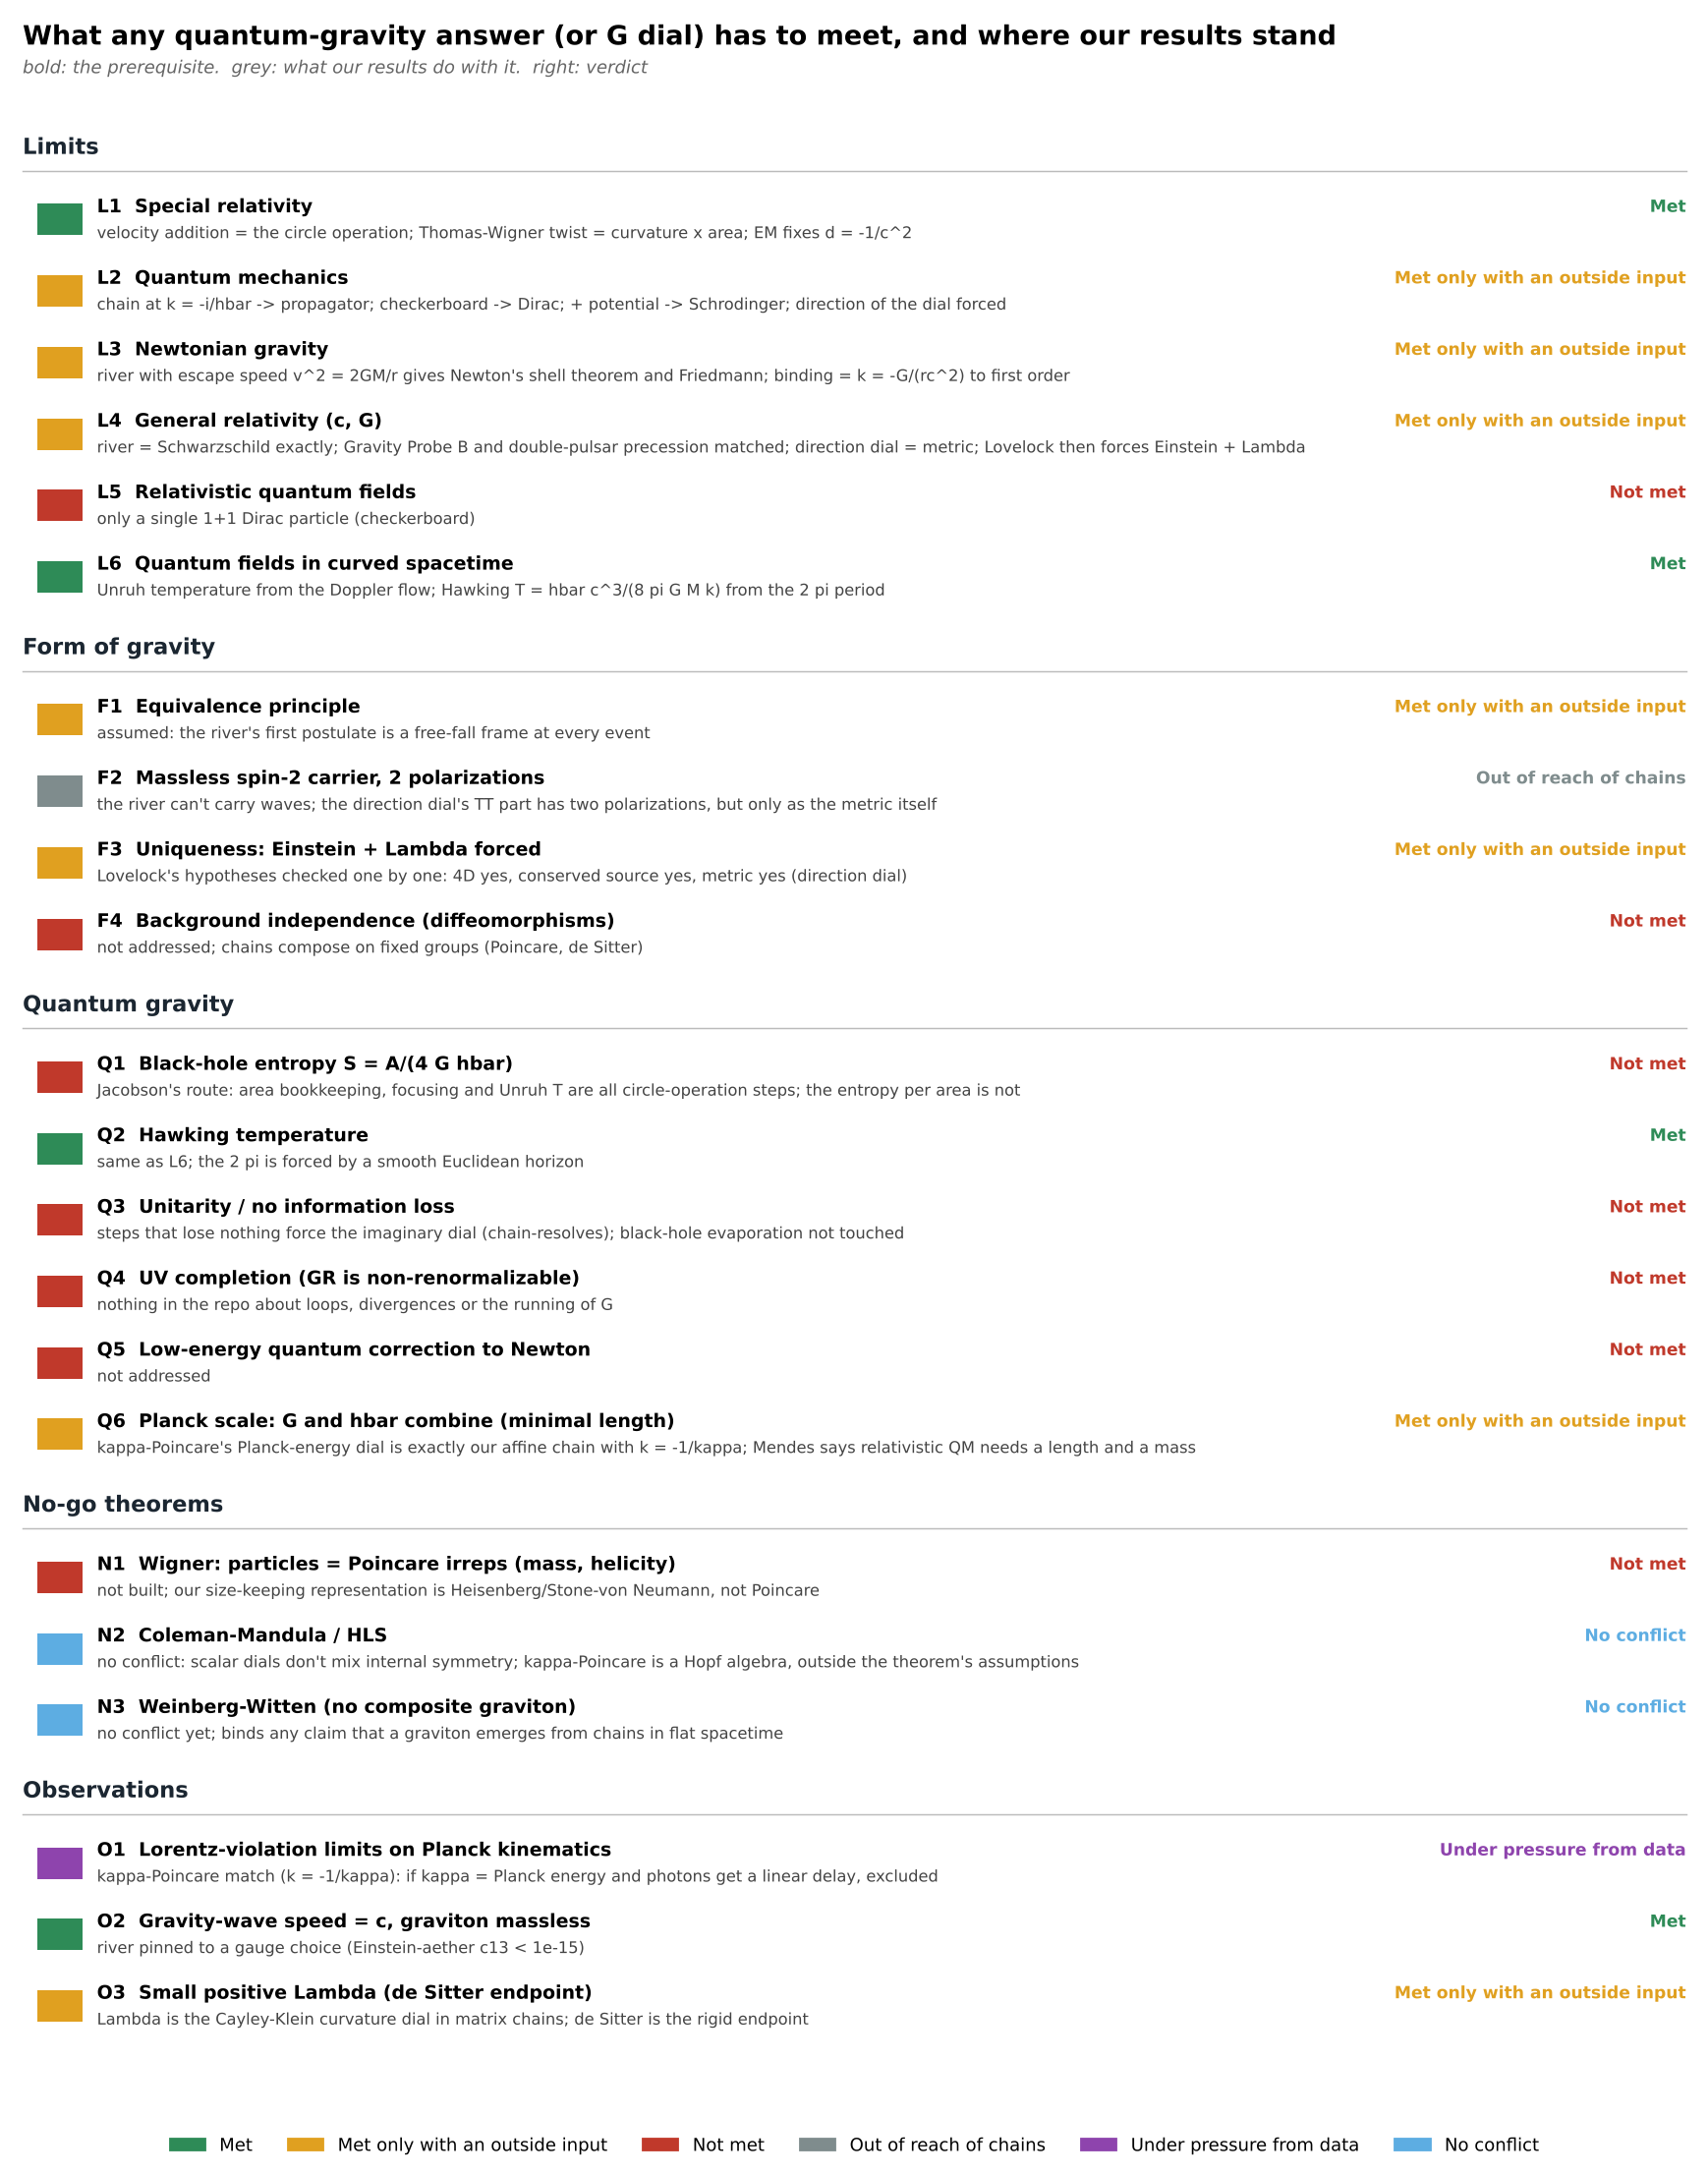 What any quantum-gravity answer (or G dial) has to meet, and where our results stand
bold: the prerequisite.  grey: what our results do with it.  right: verdict
Limits
L1  Special relativity
Met
velocity addition = the circle operation; Thomas-Wigner twist = curvature x area; EM fixes d = -1/c^2
L2  Quantum mechanics
Met only with an outside input
chain at k = -i/hbar -> propagator; checkerboard -> Dirac; + potential -> Schrodinger; direction of the dial forced
L3  Newtonian gravity
Met only with an outside input
river with escape speed v^2 = 2GM/r gives Newton's shell theorem and Friedmann; binding = k = -G/(rc^2) to first order
L4  General relativity (c, G)
Met only with an outside input
river = Schwarzschild exactly; Gravity Probe B and double-pulsar precession matched; direction dial = metric; Lovelock then forces Einstein + Lambda
L5  Relativistic quantum fields
Not met
only a single 1+1 Dirac particle (checkerboard)
L6  Quantum fields in curved spacetime
Met
Unruh temperature from the Doppler flow; Hawking T = hbar c^3/(8 pi G M k) from the 2 pi period
Form of gravity
F1  Equivalence principle
Met only with an outside input
assumed: the river's first postulate is a free-fall frame at every event
F2  Massless spin-2 carrier, 2 polarizations
Out of reach of chains
the river can't carry waves; the direction dial's TT part has two polarizations, but only as the metric itself
F3  Uniqueness: Einstein + Lambda forced
Met only with an outside input
Lovelock's hypotheses checked one by one: 4D yes, conserved source yes, metric yes (direction dial)
F4  Background independence (diffeomorphisms)
Not met
not addressed; chains compose on fixed groups (Poincare, de Sitter)
Quantum gravity
Q1  Black-hole entropy S = A/(4 G hbar)
Not met
Jacobson's route: area bookkeeping, focusing and Unruh T are all circle-operation steps; the entropy per area is not
Q2  Hawking temperature
Met
same as L6; the 2 pi is forced by a smooth Euclidean horizon
Q3  Unitarity / no information loss
Not met
steps that lose nothing force the imaginary dial (chain-resolves); black-hole evaporation not touched
Q4  UV completion (GR is non-renormalizable)
Not met
nothing in the repo about loops, divergences or the running of G
Q5  Low-energy quantum correction to Newton
Not met
not addressed
Q6  Planck scale: G and hbar combine (minimal length)
Met only with an outside input
kappa-Poincare's Planck-energy dial is exactly our affine chain with k = -1/kappa; Mendes says relativistic QM needs a length and a mass
No-go theorems
N1  Wigner: particles = Poincare irreps (mass, helicity)
Not met
not built; our size-keeping representation is Heisenberg/Stone-von Neumann, not Poincare
N2  Coleman-Mandula / HLS
No conflict
no conflict: scalar dials don't mix internal symmetry; kappa-Poincare is a Hopf algebra, outside the theorem's assumptions
N3  Weinberg-Witten (no composite graviton)
No conflict
no conflict yet; binds any claim that a graviton emerges from chains in flat spacetime
Observations
O1  Lorentz-violation limits on Planck kinematics
Under pressure from data
kappa-Poincare match (k = -1/kappa): if kappa = Planck energy and photons get a linear delay, excluded
O2  Gravity-wave speed = c, graviton massless
Met
river pinned to a gauge choice (Einstein-aether c13 < 1e-15)
O3  Small positive Lambda (de Sitter endpoint)
Met only with an outside input
Lambda is the Cayley-Klein curvature dial in matrix chains; de Sitter is the rigid endpoint
Met
Met only with an outside input
Not met
Out of reach of chains
Under pressure from data
No conflict